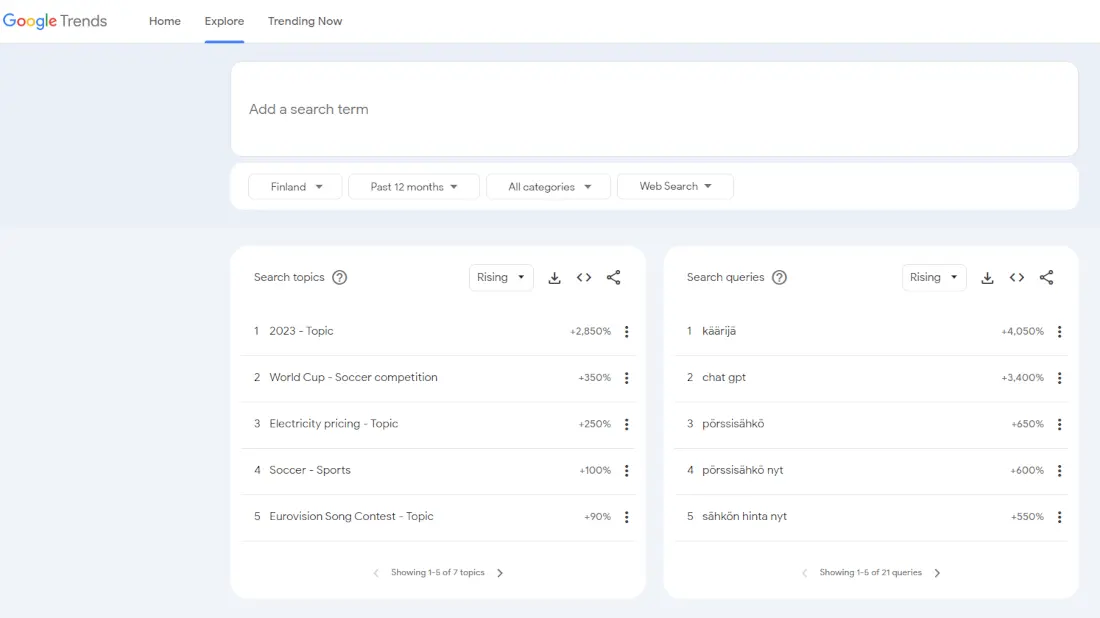 Google Trends Home Explore Trending Now
Add a search term
Finland Past 12 months All categories Web Search
Search topics ? Rising
1 2023 - Topic +2,850%
2 World Cup - Soccer competition +350%
3 Electricity pricing - Topic +250%
4 Soccer - Sports +100%
5 Eurovision Song Contest - Topic +90%
Showing 1-5 of 7 topics
Search queries ? Rising
1 käärijä +4,050%
2 chat gpt +3,400%
3 pörssisähkö +650%
4 pörssisähkö nyt +600%
5 sähkön hinta nyt +550%
Showing 1-5 of 21 queries